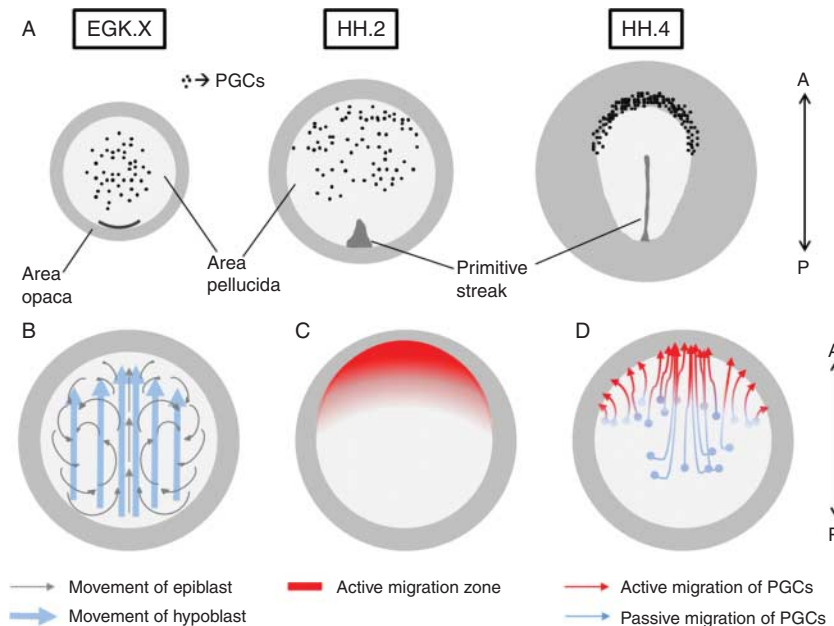 A
EGK.X
HH.2
HH.4
PGCs
A
P
Area
opaca
Area
pellucida
Primitive
streak
B
C
D
A
Movement of epiblast
Movement of hypoblast
Active migration zone
Active migration of PGCs
Passive migration of PGCs